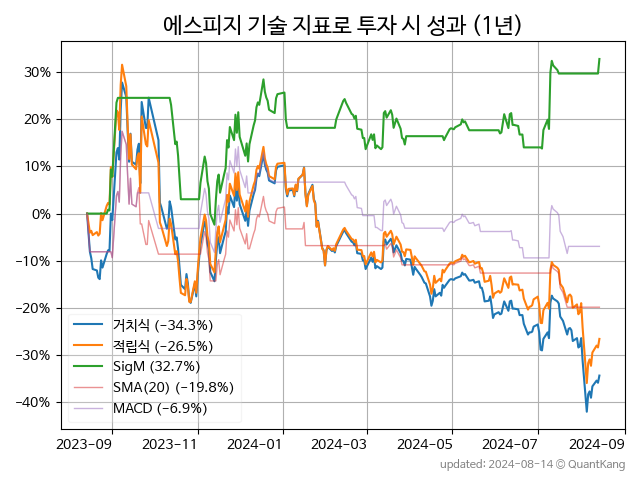 에스피지 기술 지표로 투자 시 성과 (1년)
30%
20%
10%
0%
−10%
−20%
−30%
−40%
거치식 (−34.3%)
적립식 (−26.5%)
SigM (32.7%)
SMA(20) (−19.8%)
MACD (−6.9%)
2023-09 2023-11 2024-01 2024-03 2024-05 2024-07 2024-09
updated: 2024-08-14 @ QuantKang